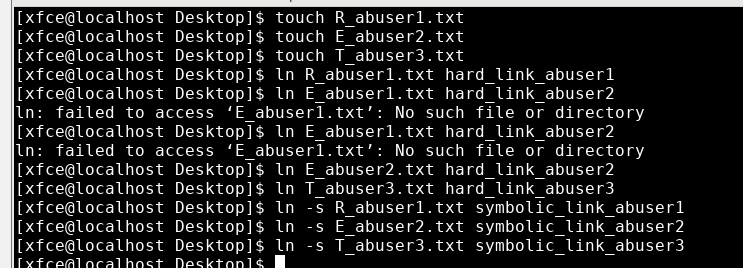 [xfce@localhost Desktop]$ touch R_abuser1.txt
[xfce@localhost Desktop]$ touch E_abuser2.txt
[xfce@localhost Desktop]$ touch T_abuser3.txt
[xfce@localhost Desktop]$ ln R_abuser1.txt hard_link_abuser1
[xfce@localhost Desktop]$ ln E_abuser1.txt hard_link_abuser2
ln: failed to access ‘E_abuser1.txt’: No such file or directory
[xfce@localhost Desktop]$ ln E_abuser1.txt hard_link_abuser2
ln: failed to access ‘E_abuser1.txt’: No such file or directory
[xfce@localhost Desktop]$ ln E_abuser2.txt hard_link_abuser2
[xfce@localhost Desktop]$ ln T_abuser3.txt hard_link_abuser3
[xfce@localhost Desktop]$ ln -s R_abuser1.txt symbolic_link_abuser1
[xfce@localhost Desktop]$ ln -s E_abuser2.txt symbolic_link_abuser2
[xfce@localhost Desktop]$ ln -s T_abuser3.txt symbolic_link_abuser3
[xfce@localhost Desktop]$